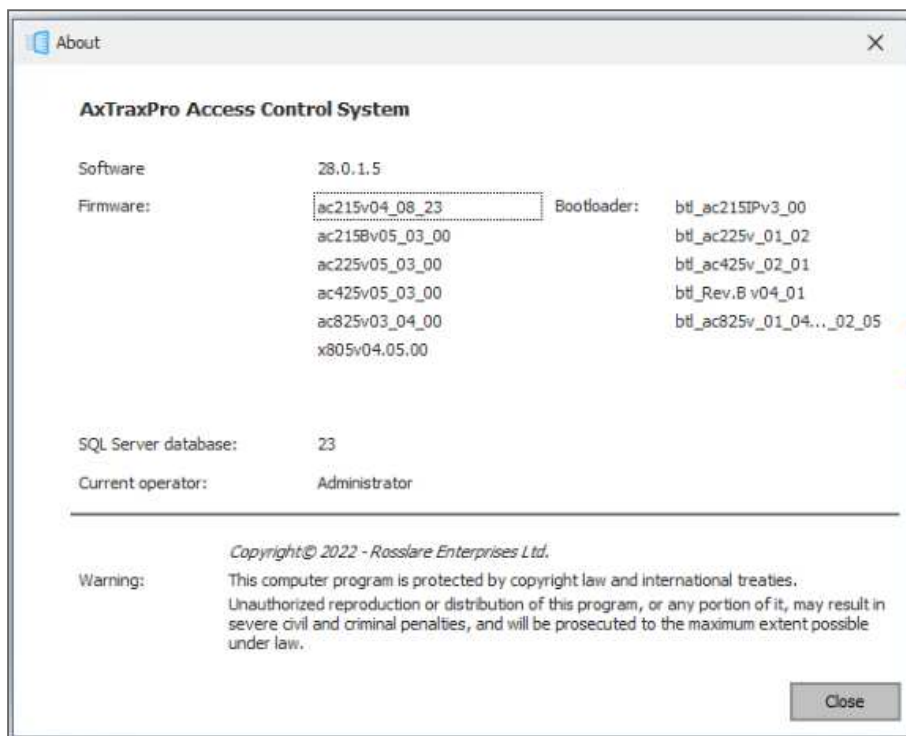 About
AxTraxPro Access Control System
Software 28.0.1.5
Firmware: ac215v04_08_23 Bootloader: btl_ac215IPv3_00
ac215Bv05_03_00 btl_ac225v_01_02
ac225v05_03_00 btl_ac425v_02_01
ac425v05_03_00 btl_Rev.B v04_01
ac825v03_04_00 btl_ac825v_01_04..._02_05
x805v04.05.00
SQL Server database: 23
Current operator: Administrator
Copyright© 2022 - Rosslare Enterprises Ltd.
Warning: This computer program is protected by copyright law and international treaties.
Unauthorized reproduction or distribution of this program, or any portion of it, may result in
severe civil and criminal penalties, and will be prosecuted to the maximum extent possible
under law.
Close